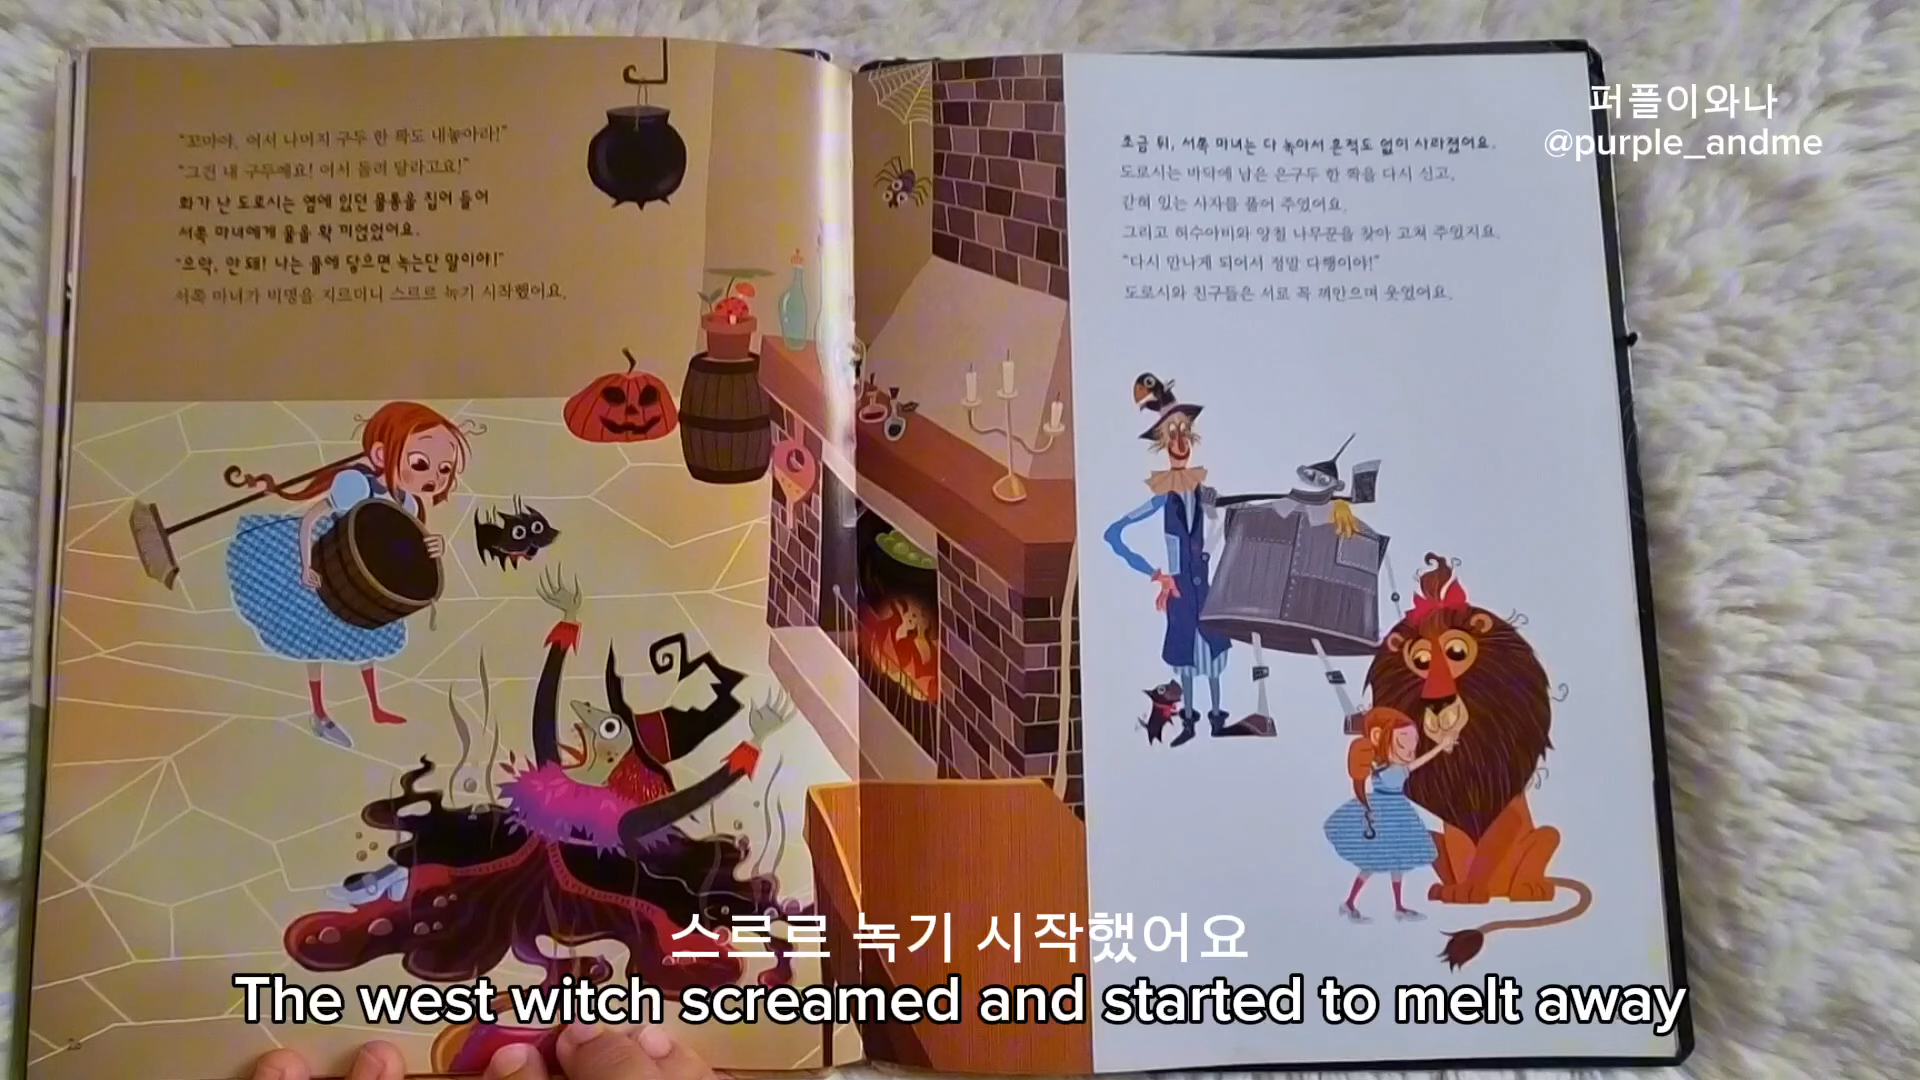 "꼬마야, 어서 나머지 구두 한 짝도 내놓아라!"
"그건 내 구두예요! 어서 돌려 달라고요!"
화가 난 도로시는 옆에 있던 물통을 집어 들어
서쪽 마녀에게 물을 확 끼얹었어요.
"으악, 안 돼! 나는 물에 닿으면 녹는단 말이야!"
서쪽 마녀가 비명을 지르더니 스르르 녹기 시작했어요.
26
조금 뒤, 서쪽 마녀는 다 녹아서 흔적도 없이 사라졌어요.
도로시는 바닥에 남은 은구두 한 짝을 다시 신고,
갇혀 있는 사자를 풀어 주었어요.
그리고 허수아비와 양철 나무꾼을 찾아 고쳐 주었지요.
"다시 만나게 되어서 정말 다행이야!"
도로시와 친구들은 서로 꼭 껴안으며 웃었어요.
퍼플이와나
@purple_andme
스르르 녹기 시작했어요
The west witch screamed and started to melt away